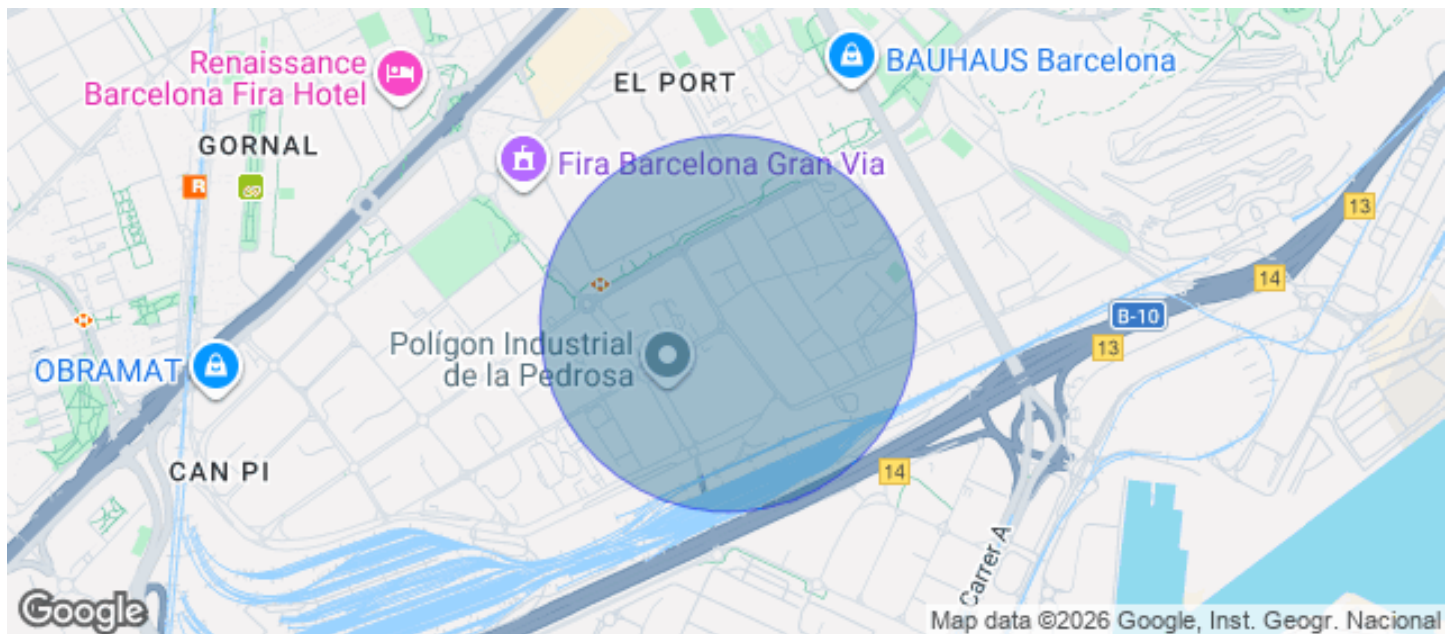 Renaissance
Barcelona Fira Hotel
EL PORT
BAUHAUS Barcelona
GORNAL
Fira Barcelona Gran Via
R
13
14
B-10
13
Polígon Industrial
de la Pedrosa
OBRAMAT
CAN PI
14
Carrer A
Google
Map data ©2026 Google, Inst. Geogr. Nacional